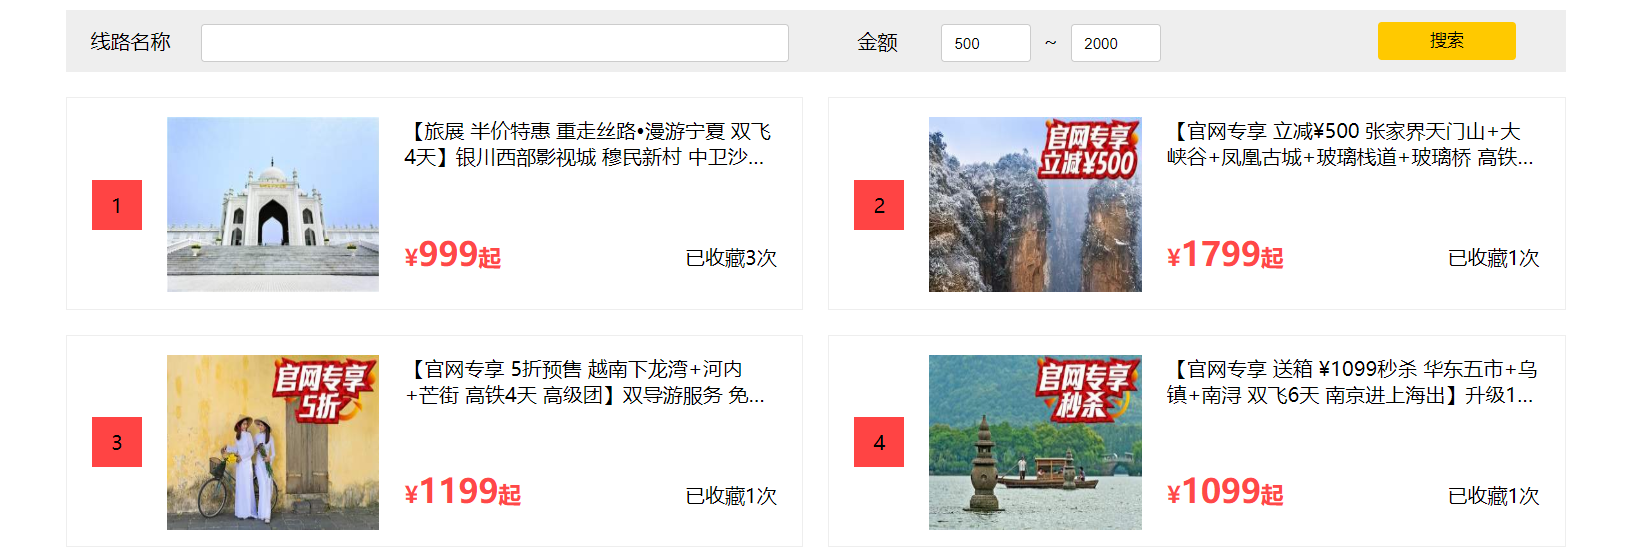 线路名称
金额
500
~
2000
搜索
1
【旅展 半价特惠 重走丝路•漫游宁夏 双飞
4天】银川西部影视城 穆民新村 中卫沙...
¥999起
已收藏3次
2
官网专享
立减¥500
【官网专享 立减¥500 张家界天门山+大
峡谷+凤凰古城+玻璃栈道+玻璃桥 高铁...
¥1799起
已收藏1次
3
官网专享
5折
【官网专享 5折预售 越南下龙湾+河内
+芒街 高铁4天 高级团】双导游服务 免...
¥1199起
已收藏1次
4
官网专享
秒杀
【官网专享 送箱 ¥1099秒杀 华东五市+乌
镇+南浔 双飞6天 南京进上海出】升级1...
¥1099起
已收藏1次